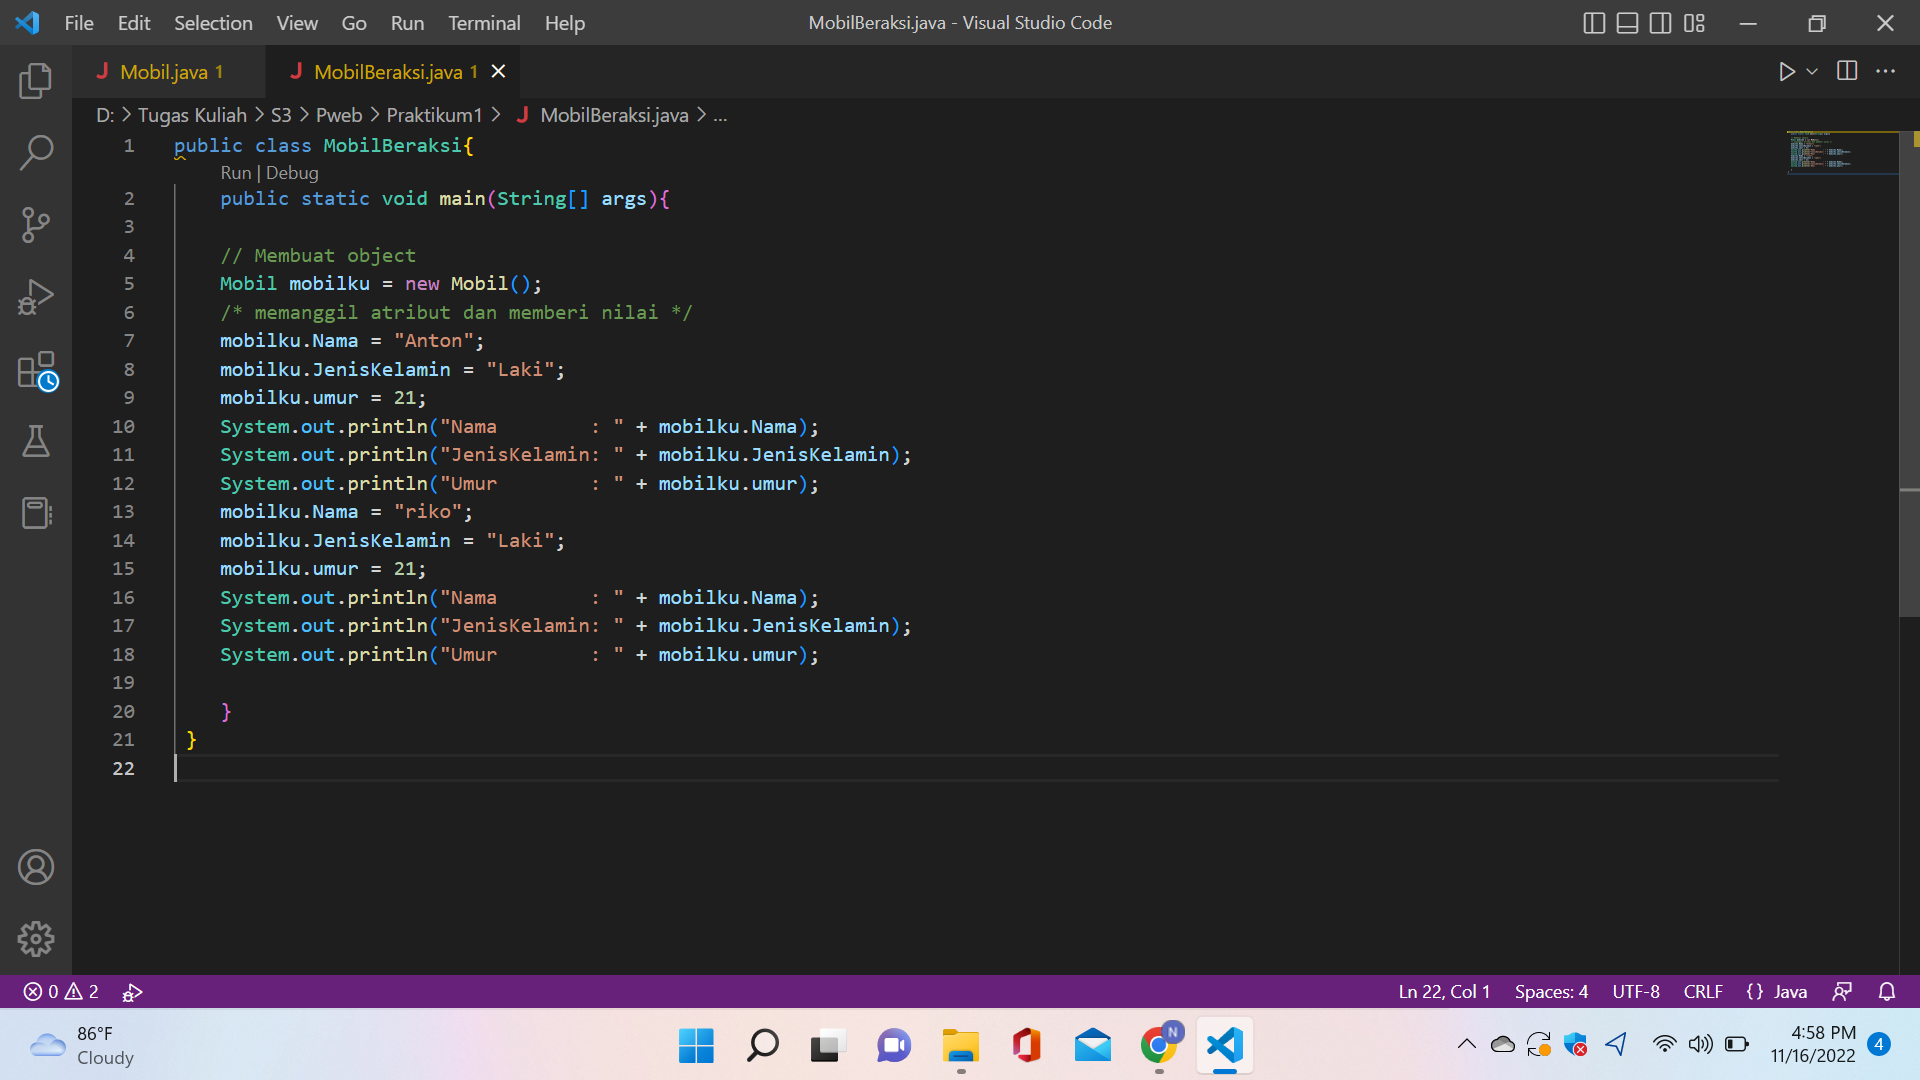 File Edit Selection View Go Run Terminal Help MobilBeraksi.java - Visual Studio Code
Mobil.java 1 MobilBeraksi.java 1
D: > Tugas Kuliah > S3 > Pweb > Praktikum1 > MobilBeraksi.java > ...
1 public class MobilBeraksi{
Run | Debug
2 public static void main(String[] args){
3
4 // Membuat object
5 Mobil mobilku = new Mobil();
6 /* memanggil atribut dan memberi nilai */
7 mobilku.Nama = "Anton";
8 mobilku.JenisKelamin = "Laki";
9 mobilku.umur = 21;
10 System.out.println("Nama        : " + mobilku.Nama);
11 System.out.println("JenisKelamin: " + mobilku.JenisKelamin);
12 System.out.println("Umur        : " + mobilku.umur);
13 mobilku.Nama = "riko";
14 mobilku.JenisKelamin = "Laki";
15 mobilku.umur = 21;
16 System.out.println("Nama        : " + mobilku.Nama);
17 System.out.println("JenisKelamin: " + mobilku.JenisKelamin);
18 System.out.println("Umur        : " + mobilku.umur);
19
20 }
21 }
22
0 2 Ln 22, Col 1 Spaces: 4 UTF-8 CRLF {} Java
86°F
Cloudy
N
4:58 PM
11/16/2022
4